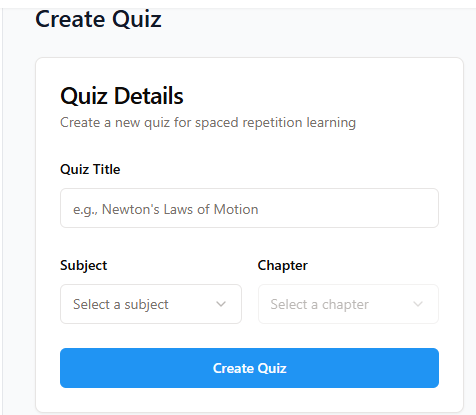 Create Quiz
Quiz Details
Create a new quiz for spaced repetition learning
Quiz Title
e.g., Newton's Laws of Motion
Subject Chapter
Select a subject Select a chapter
Create Quiz